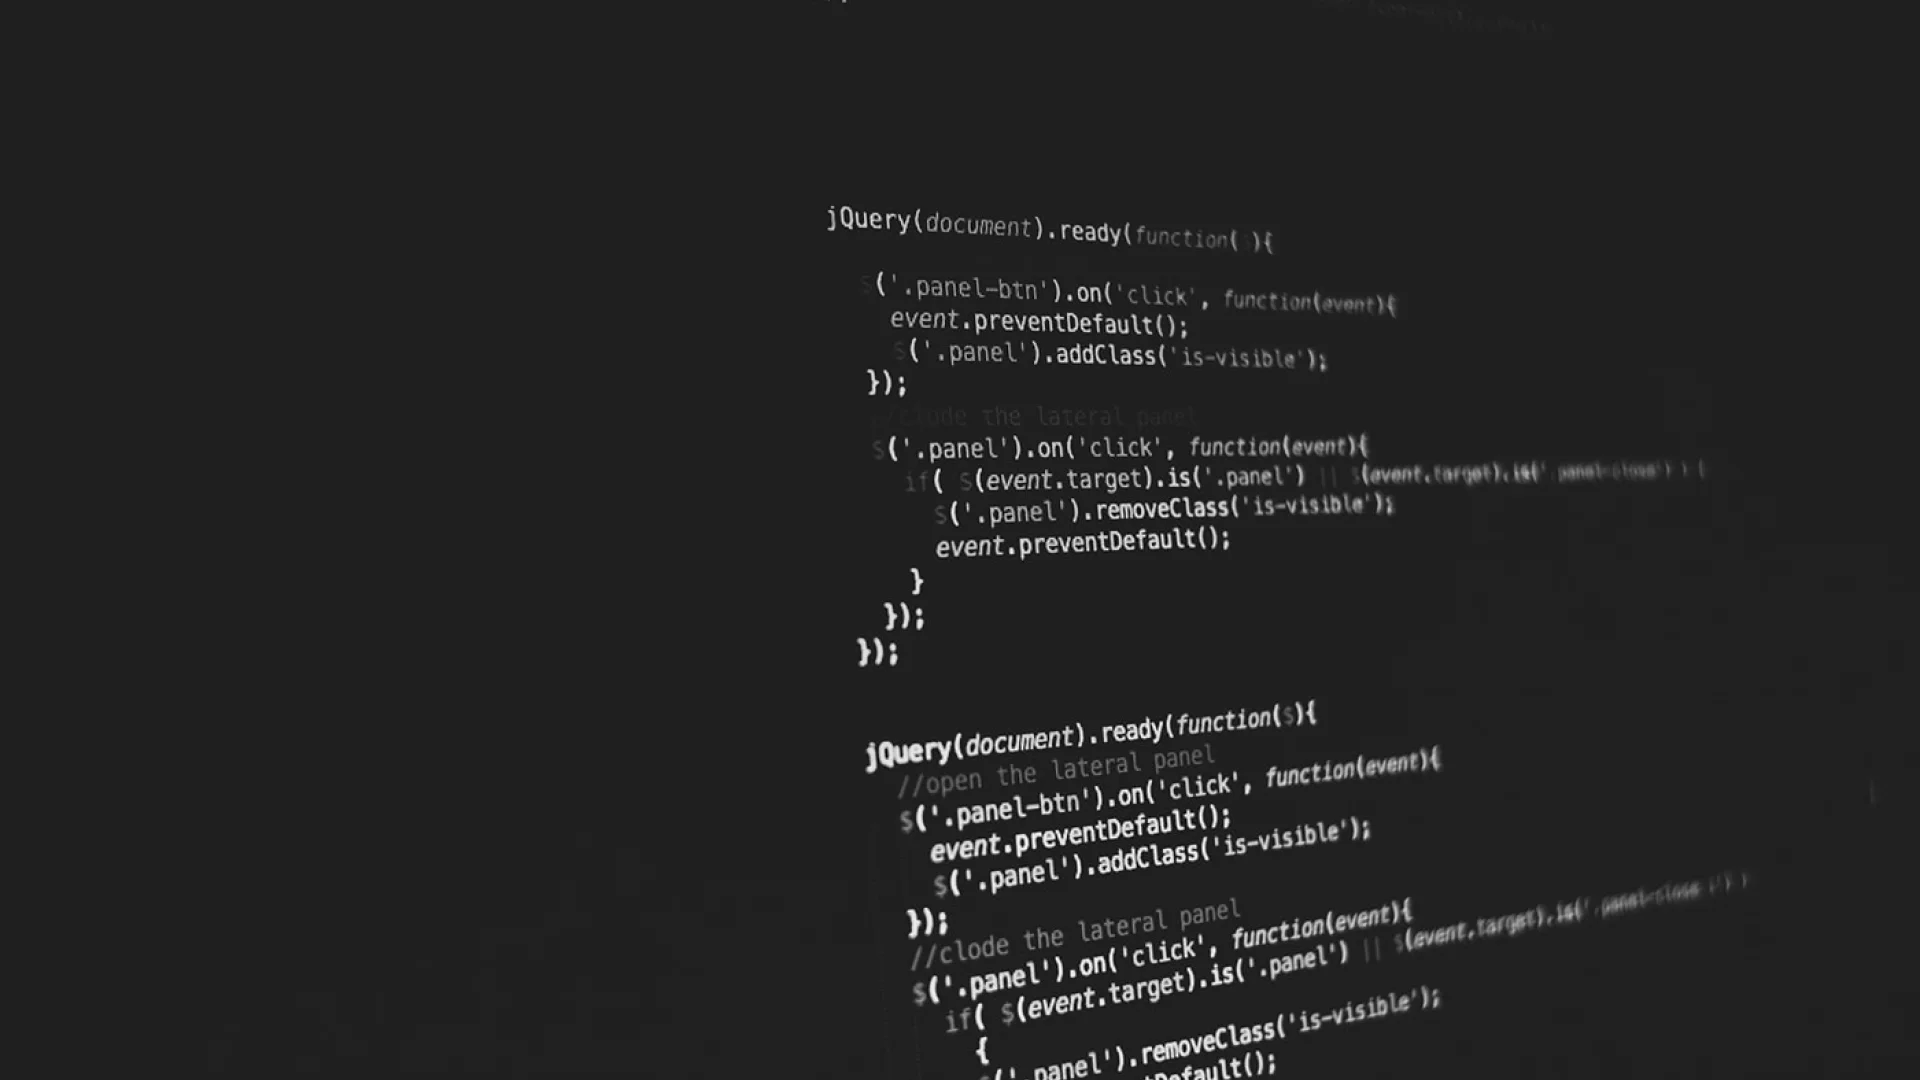 jQuery(document).ready(function( ){
$('.panel-btn').on('click', function(event){
event.preventDefault();
$('.panel').addClass('is-visible');
});
//clode the lateral panel
$('.panel').on('click', function(event){
if( $(event.target).is('.panel') || $(event.target).is('.panel-close') ) {
$('.panel').removeClass('is-visible');
event.preventDefault();
}
});
});
jQuery(document).ready(function($){
//open the lateral panel
$('.panel-btn').on('click', function(event){
event.preventDefault();
$('.panel').addClass('is-visible');
});
//clode the lateral panel
$('.panel').on('click', function(event){
if( $(event.target).is('.panel') || $(event.target).is('.panel-close
{
$('.panel').removeClass('is-visible');